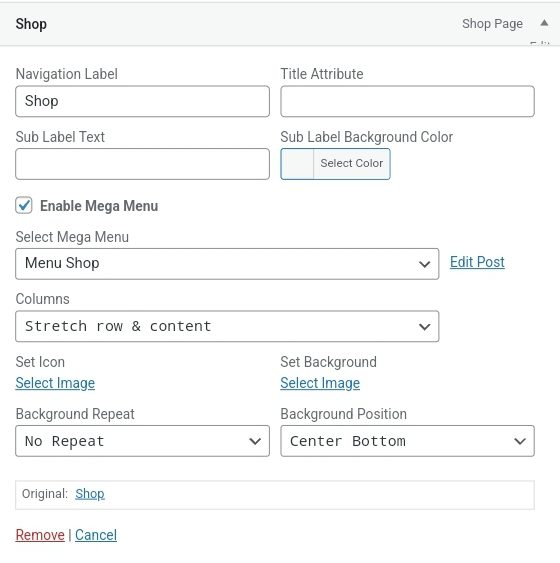 Shop Shop Page
Edit
Navigation Label Title Attribute
Shop
Sub Label Text Sub Label Background Color
Select Color
Enable Mega Menu
Select Mega Menu
Menu Shop Edit Post
Columns
Stretch row & content
Set Icon Set Background
Select Image Select Image
Background Repeat Background Position
No Repeat Center Bottom
Original: Shop
Remove | Cancel